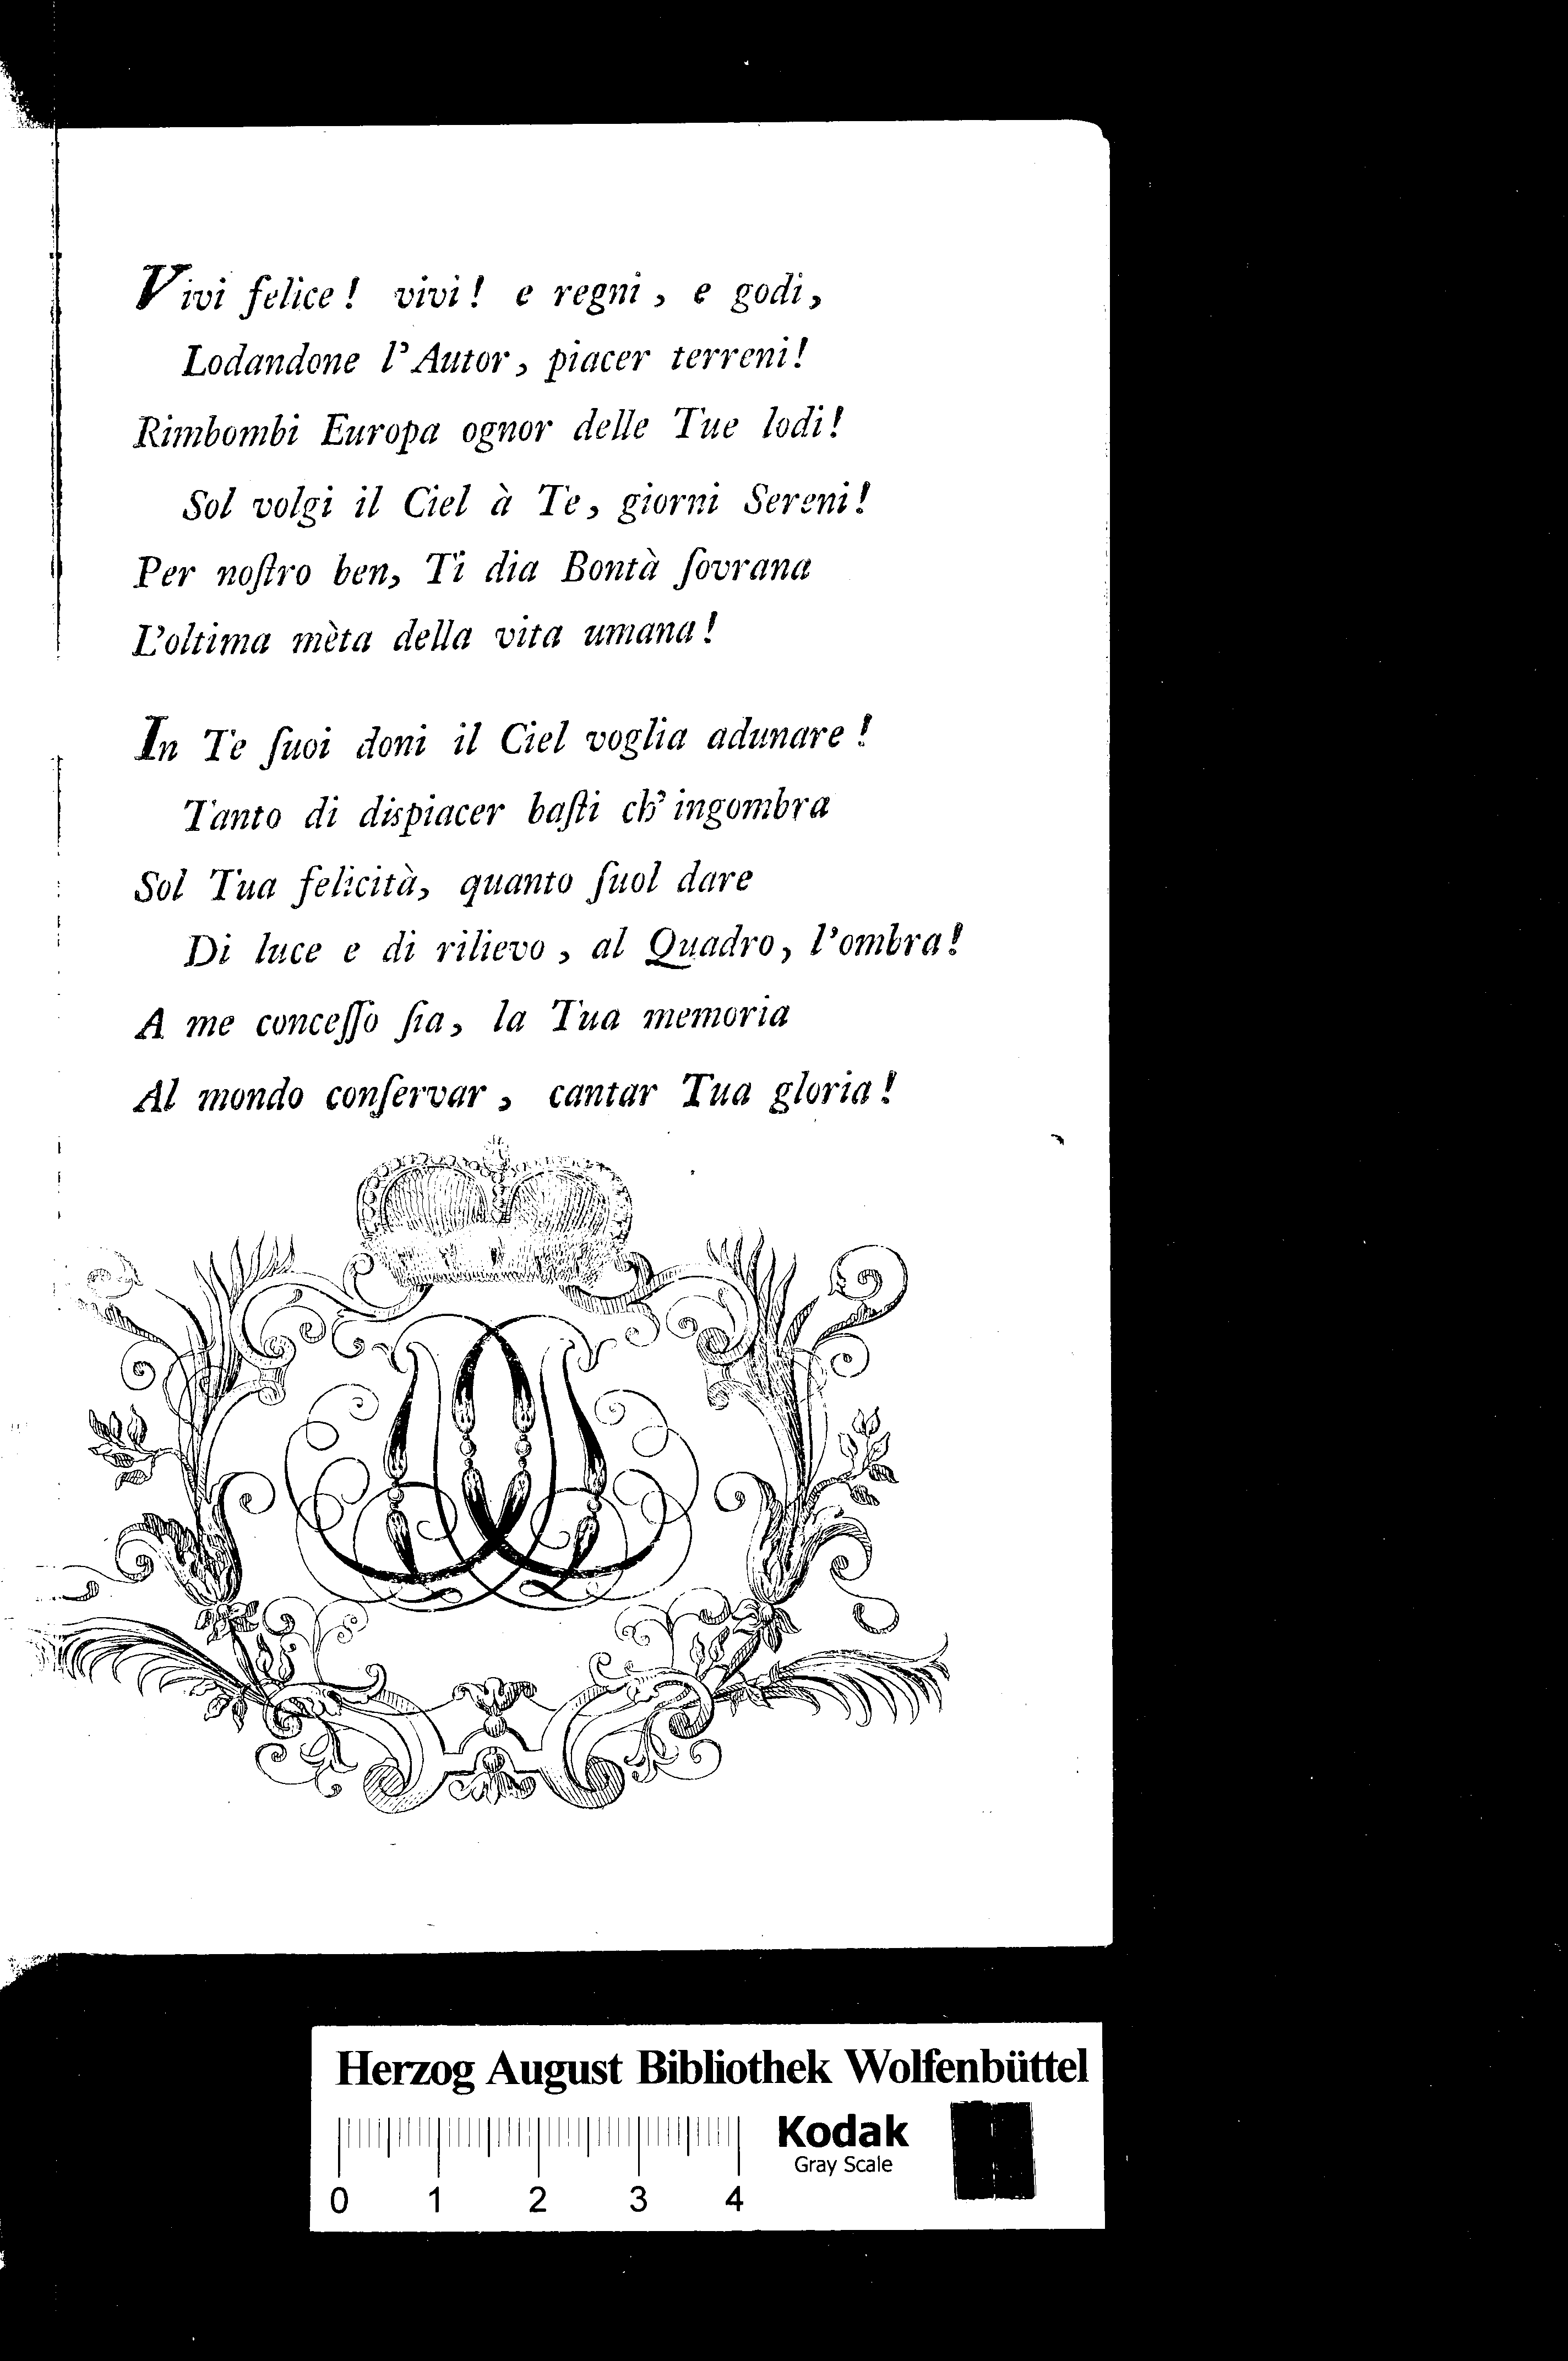 Vivi felice! vivi! e regni, e godi,
Lodandone l'Autor, piacer terreni!
Rimbombi Europa ognor delle Tue lodi!
Sol volgi il Ciel à Te, giorni Sereni!
Per noſtro ben, Ti dia Bontà ſovrana
L'oltima mèta della vita umana!
In Te ſuoi doni il Ciel voglia adunare!
Tanto di dispiacer baſti ch' ingombra
Sol Tua felicità, quanto ſuol dare
Di luce e di rilievo, al Quadro, l'ombra!
A me conceſſo ſia, la Tua memoria
Al mondo conſervar, cantar Tua gloria!
Herzog August Bibliothek Wolfenbüttel
Kodak
Gray Scale
0 1 2 3 4